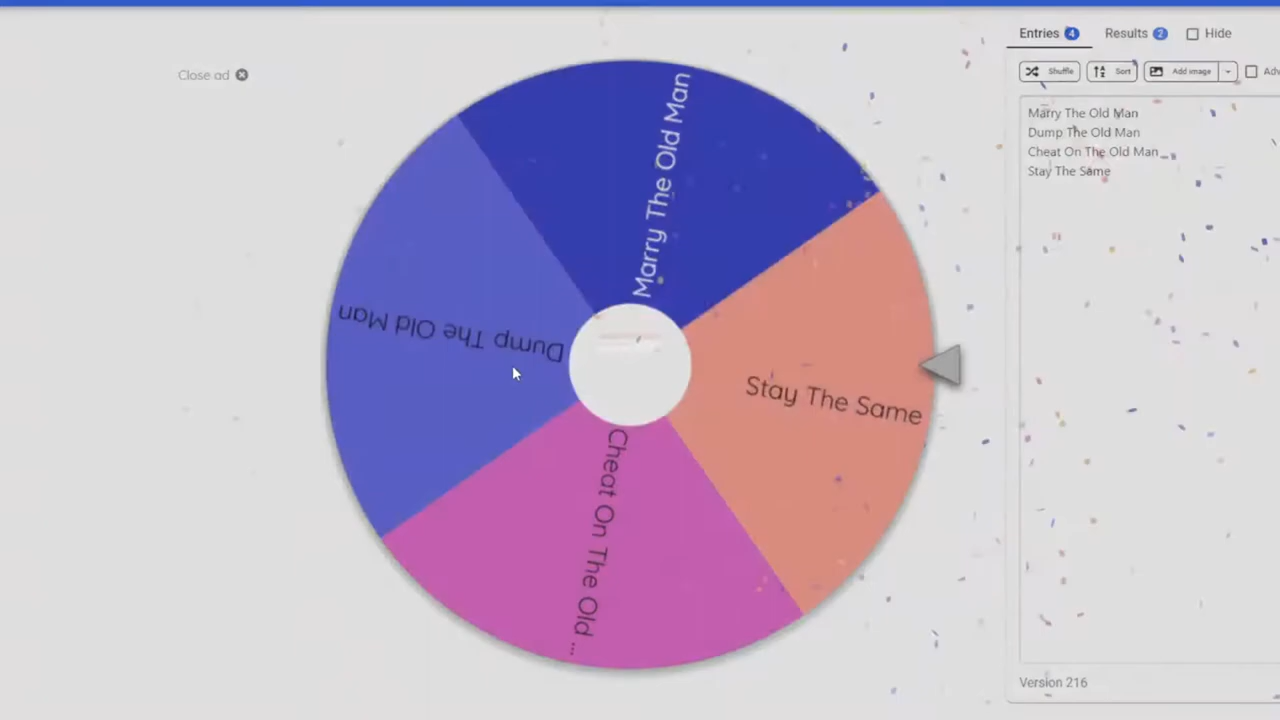 Close ad
Marry The Old Man
Dump The Old Man
Stay The Same
Cheat On The Old ...
Entries 4 Results 2 Hide
Shuffle Sort Add image Adv
Marry The Old Man
Dump The Old Man
Cheat On The Old Man
Stay The Same
Version 216